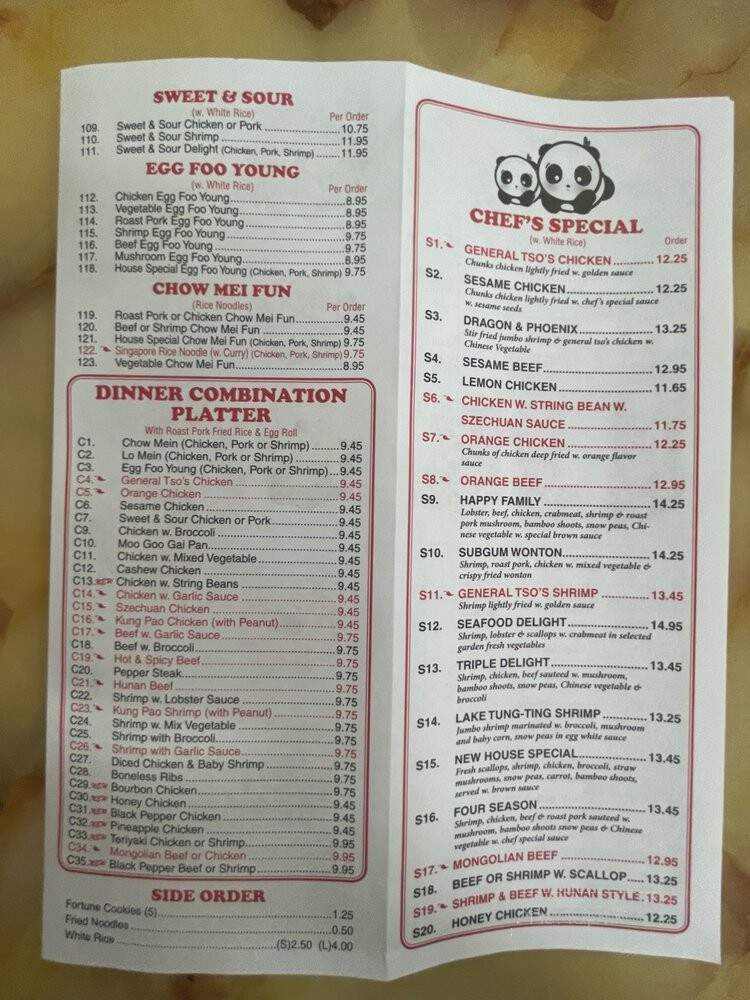 SWEET & SOUR
(w. White Rice)
Per Order
109. Sweet & Sour Chicken or Pork 10.75
110. Sweet & Sour Shrimp 11.95
111. Sweet & Sour Delight (Chicken, Pork, Shrimp) 11.95
EGG FOO YOUNG
(w. White Rice)
Per Order
112. Chicken Egg Foo Young 8.95
113. Vegetable Egg Foo Young 8.95
114. Roast Pork Egg Foo Young 8.95
115. Shrimp Egg Foo Young 9.75
116. Beef Egg Foo Young 9.75
117. Mushroom Egg Foo Young 8.95
118. House Special Egg Foo Young (Chicken, Pork, Shrimp) 9.75
CHOW MEI FUN
(Rice Noodles)
Per Order
119. Roast Pork or Chicken Chow Mei Fun 9.45
120. Beef or Shrimp Chow Mei Fun 9.45
121. House Special Chow Mei Fun (Chicken, Pork, Shrimp) 9.75
122. Singapore Rice Noodle (w. Curry) (Chicken, Pork, Shrimp) 9.75
123. Vegetable Chow Mei Fun 8.95
DINNER COMBINATION
PLATTER
With Roast Pork Fried Rice & Egg Roll
C1. Chow Mein (Chicken, Pork or Shrimp) 9.45
C2. Lo Mein (Chicken, Pork or Shrimp) 9.45
C3. Egg Foo Young (Chicken, Pork or Shrimp) 9.45
C4. General Tso's Chicken 9.45
C5. Orange Chicken 9.45
C6. Sesame Chicken 9.45
C7. Sweet & Sour Chicken or Pork 9.45
C9. Chicken w. Broccoli 9.45
C10. Moo Goo Gai Pan 9.45
C11. Chicken w. Mixed Vegetable 9.45
C12. Cashew Chicken 9.45
C13. NEW Chicken w. String Beans 9.45
C14. Chicken w. Garlic Sauce 9.45
C15. Szechuan Chicken 9.45
C16. Kung Pao Chicken (with Peanut) 9.45
C17. Beef w. Garlic Sauce 9.75
C18. Beef w. Broccoli 9.75
C19. Hot & Spicy Beef 9.75
C20. Pepper Steak 9.75
C21. Hunan Beef 9.75
C22. Shrimp w. Lobster Sauce 9.75
C23. Kung Pao Shrimp (with Peanut) 9.75
C24. Shrimp w. Mix Vegetable 9.75
C25. Shrimp with Broccoli 9.75
C26. Shrimp with Garlic Sauce 9.75
C27. Diced Chicken & Baby Shrimp 9.75
C28. Boneless Ribs 9.75
C29. NEW Bourbon Chicken 9.75
C30. NEW Honey Chicken 9.45
C31. NEW Black Pepper Chicken 9.45
C32. NEW Pineapple Chicken 9.45
C33. NEW Teriyaki Chicken or Shrimp 9.95
C34. Mongolian Beef or Chicken 9.95
C35. NEW Black Pepper Beef or Shrimp 9.95
SIDE ORDER
Fortune Cookies (5) 1.25
Fried Noodles 0.50
White Rice (S)2.50 (L)4.00
CHEF'S SPECIAL
(w. White Rice)
Order
S1. GENERAL TSO'S CHICKEN 12.25
Chunks chicken lightly fried w. golden sauce
S2. SESAME CHICKEN 12.25
Chunks chicken lightly fried w. chef's special sauce
w. sesame seeds
S3. DRAGON & PHOENIX 13.25
Stir fried jumbo shrimp & general tso's chicken w.
Chinese Vegetable
S4. SESAME BEEF 12.95
S5. LEMON CHICKEN 11.65
S6. CHICKEN W. STRING BEAN W.
SZECHUAN SAUCE 11.75
S7. ORANGE CHICKEN 12.25
Chunks of chicken deep fried w. orange flavor
sauce
S8. ORANGE BEEF 12.95
S9. HAPPY FAMILY 14.25
Lobster, beef, chicken, crabmeat, shrimp & roast
pork mushroom, bamboo shoots, snow peas, Chi-
nese vegetable w. special brown sauce
S10. SUBGUM WONTON 14.25
Shrimp, roast pork, chicken w. mixed vegetable &
crispy fried wonton
S11. GENERAL TSO'S SHRIMP 13.45
Shrimp lightly fried w. golden sauce
S12. SEAFOOD DELIGHT 14.95
Shrimp, lobster & scallops w. crabmeat in selected
garden fresh vegetables
S13. TRIPLE DELIGHT 13.45
Shrimp, chicken, beef sauteed w. mushroom,
bamboo shoots, snow peas, Chinese vegetable &
broccoli
S14. LAKE TUNG-TING SHRIMP 13.25
Jumbo shrimp marinated w. broccoli, mushroom
and baby corn, snow peas in egg white sauce
S15. NEW HOUSE SPECIAL 13.45
Fresh scallops, shrimp, chicken, broccoli, straw
mushrooms, snow peas, carrot, bamboo shoots,
served w. brown sauce
S16. FOUR SEASON 13.45
Shrimp, chicken, beef & roast pork sauteed w.
mushroom, bamboo shoots snow peas & Chinese
vegetable w. chef special sauce
S17. MONGOLIAN BEEF 12.95
S18. BEEF OR SHRIMP W. SCALLOP 13.25
S19. SHRIMP & BEEF W. HUNAN STYLE 13.25
S20. HONEY CHICKEN 12.25